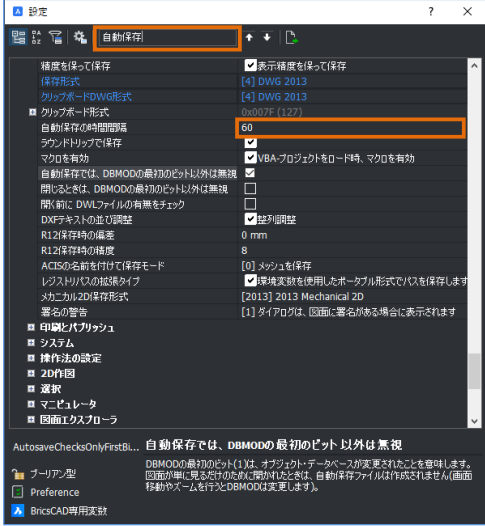 設定
自動保存
精度を保って保存 表示精度を保って保存
保存形式 [4] DWG 2013
クリップボードDWG形式 [4] DWG 2013
クリップボード形式 0x007F (127)
自動保存の時間間隔 60
ラウンドトリップで保存
マクロを有効 VBA-プロジェクトをロード時、マクロを有効
自動保存では、DBMODの最初のビット以外は無視
閉じるときは、DBMODの最初のビット以外は無視
開く前に DWLファイルの有無をチェック
DXFテキストの並び調整 整列調整
R12保存時の偏差 0 mm
R12保存時の精度 8
ACISの名前を付けて保存モード [0] メッシュを保存
レジストリパスの拡張タイプ 環境変数を使用したポータブル形式でパスを保存します
メカニカル2D保存形式 [2013] 2013 Mechanical 2D
署名の警告 [1] ダイアログは、図面に署名がある場合に表示されます
印刷とパブリッシュ
システム
操作法の設定
2D作図
選択
マニピュレータ
図面エクスプローラ
AutosaveChecksOnlyFirstBi... 自動保存では、DBMODの最初のビット以外は無視
ブーリアン型
Preference
BricsCAD専用変数
DBMODの最初のビット(1)は、オブジェクト・データベースが変更されたことを意味します。
図面が単に見るだけのために開かれたときは、自動保存ファイルは作成されません(画面
移動やズームを行うとDBMODは変更します)。